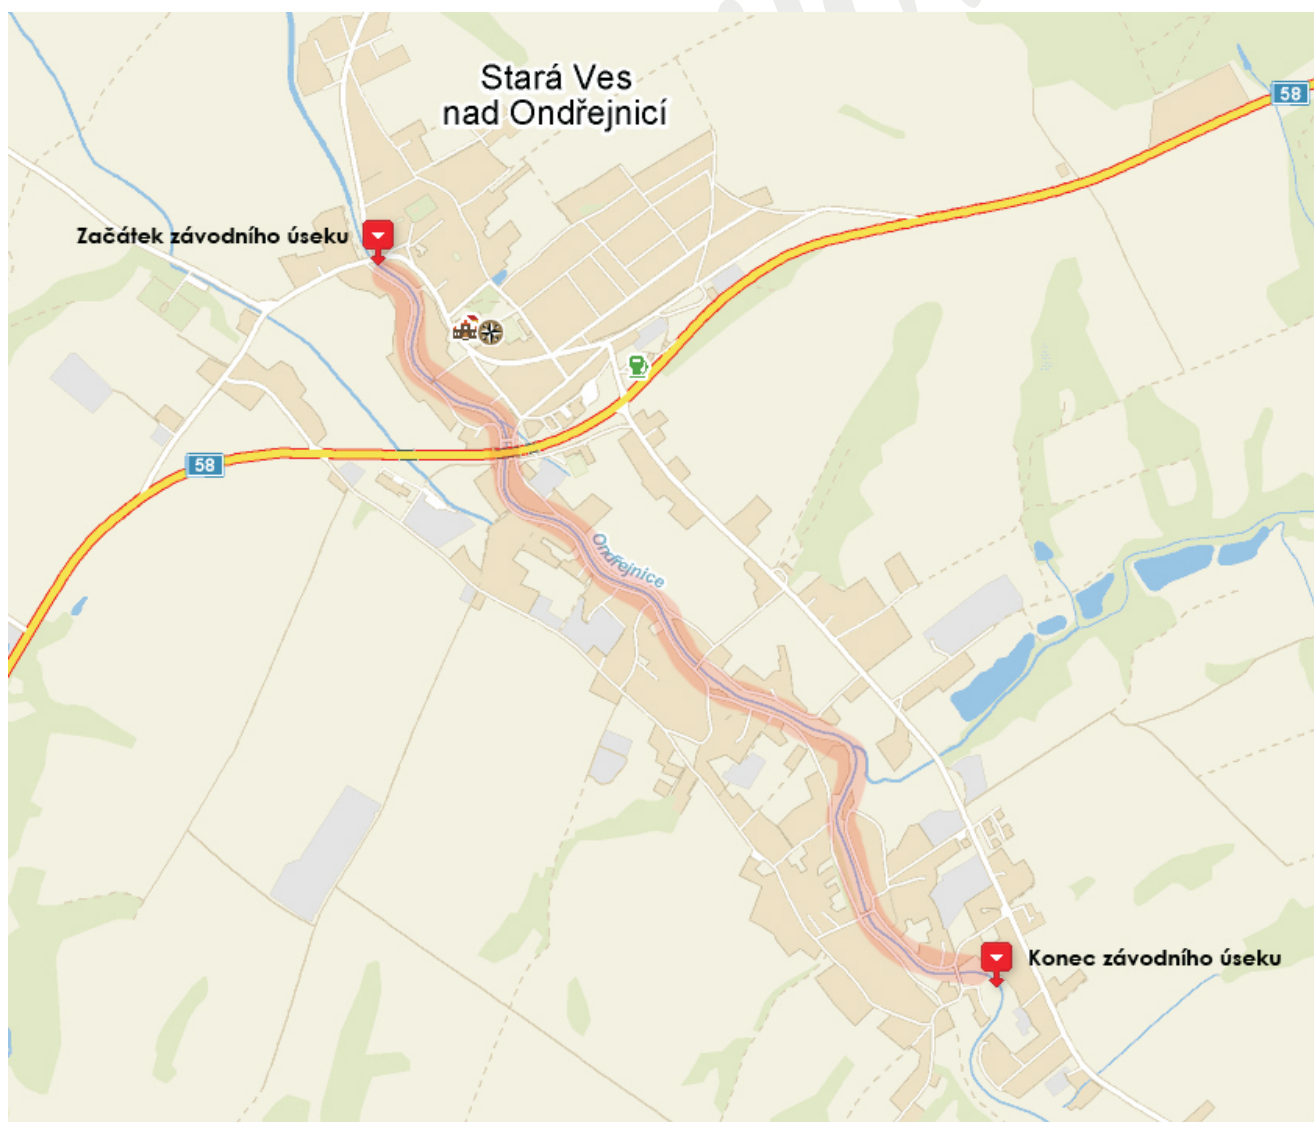 Stará Ves
nad Ondřejnicí
58
Začátek závodního úseku
58
Ondřejnice
Konec závodního úseku